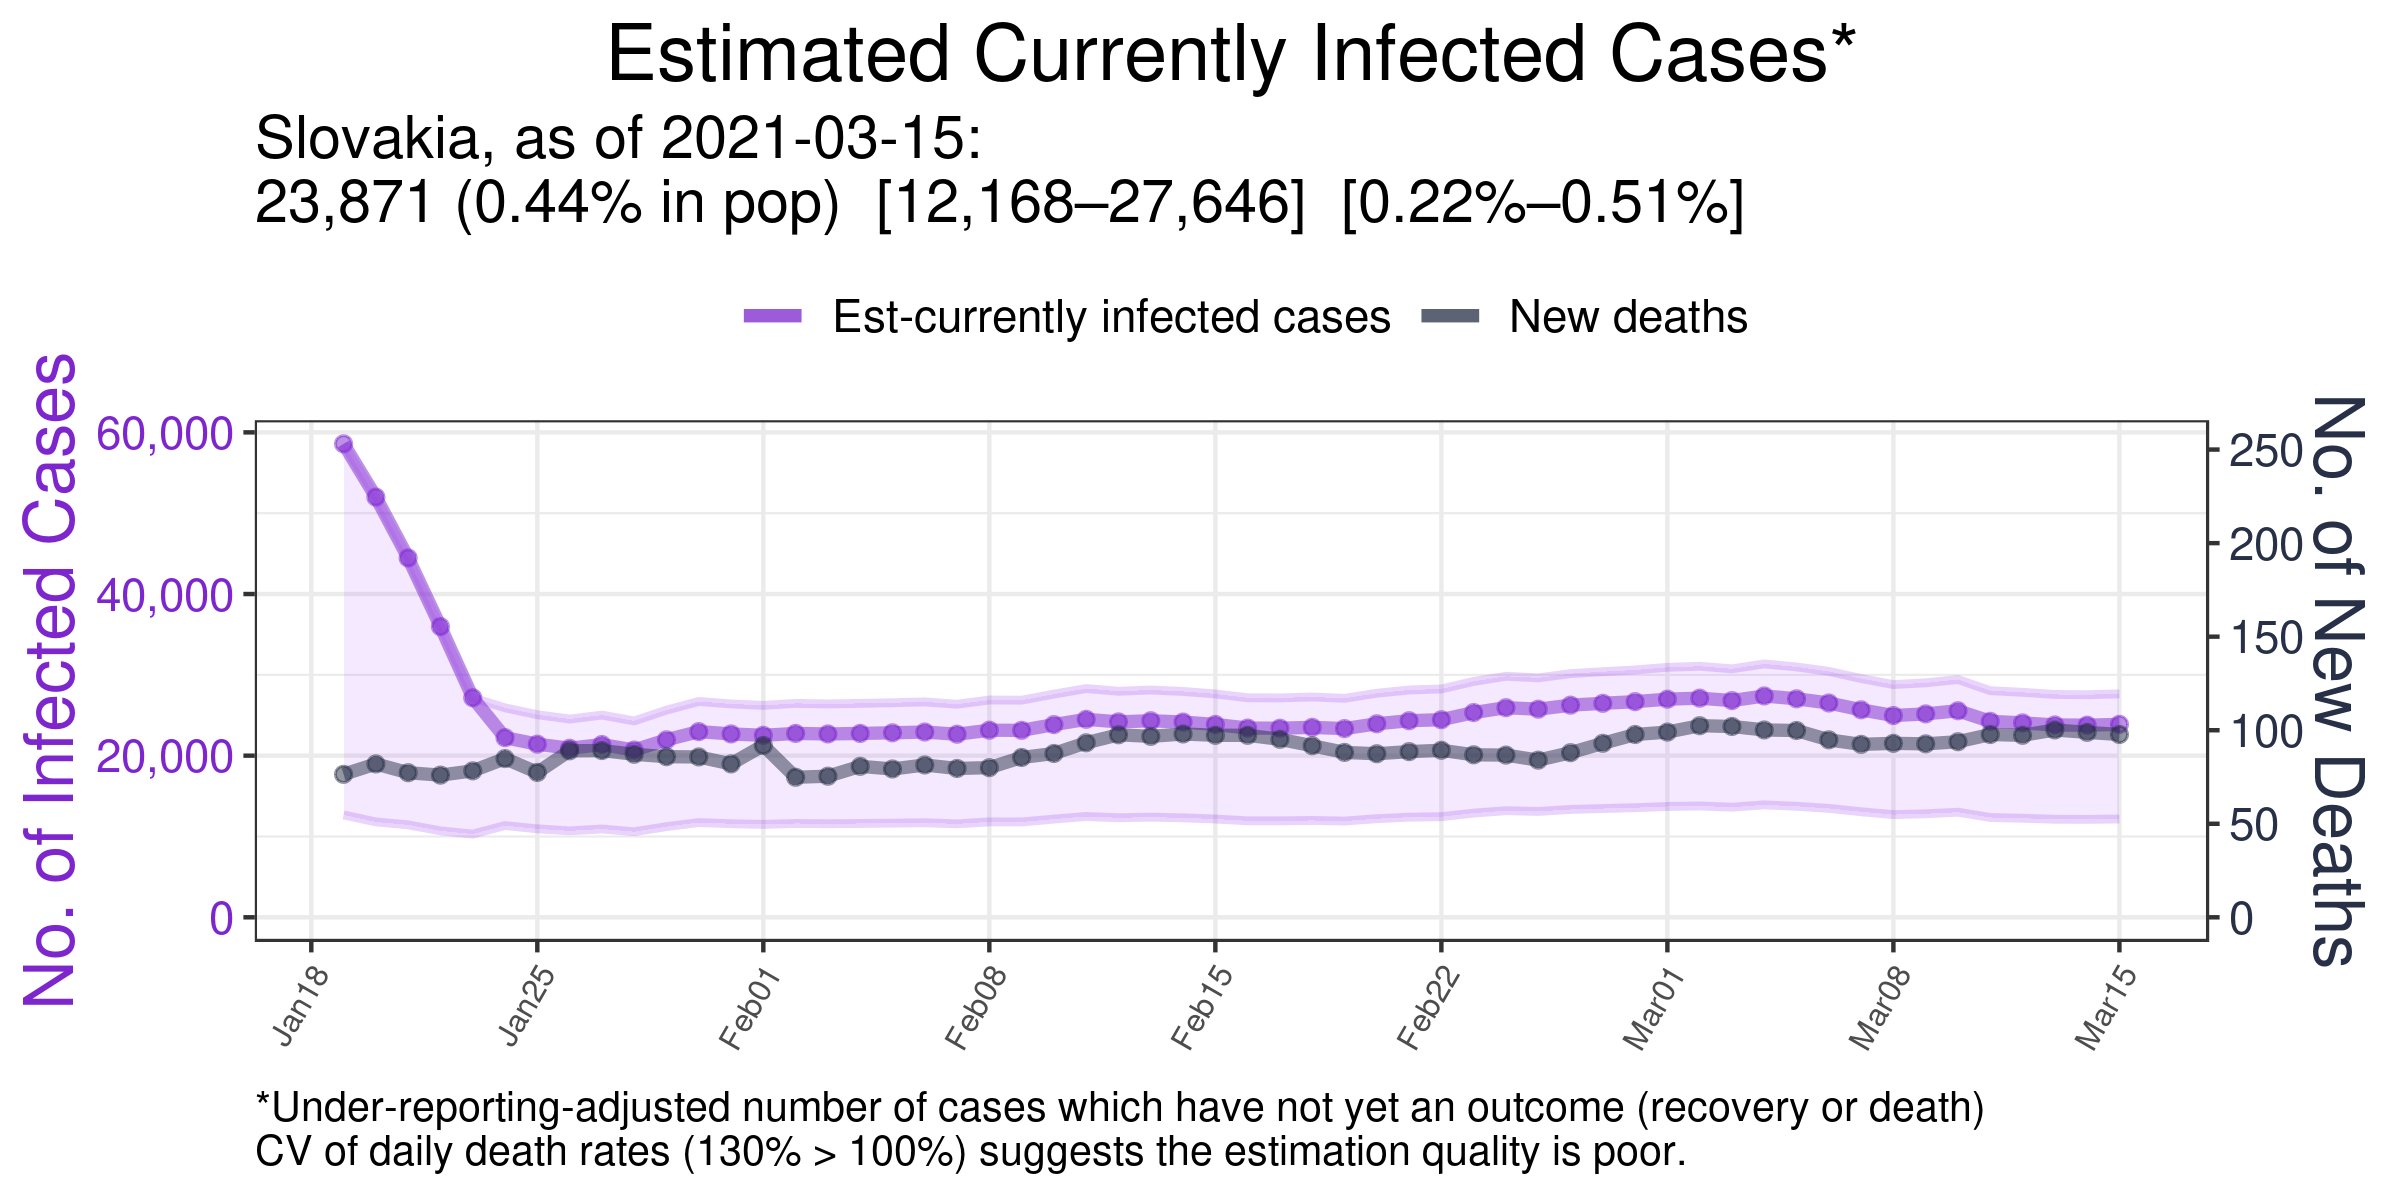 Estimated Currently Infected Cases*
Slovakia, as of 2021-03-15:
23,871 (0.44% in pop)  [12,168–27,646]  [0.22%–0.51%]
Est-currently infected cases
New deaths
No. of Infected Cases
60,000
40,000
20,000
0
250
200
150
100
50
0
No. of New Deaths
Jan18
Jan25
Feb01
Feb08
Feb15
Feb22
Mar01
Mar08
Mar15
*Under-reporting-adjusted number of cases which have not yet an outcome (recovery or death)
CV of daily death rates (130% > 100%) suggests the estimation quality is poor.